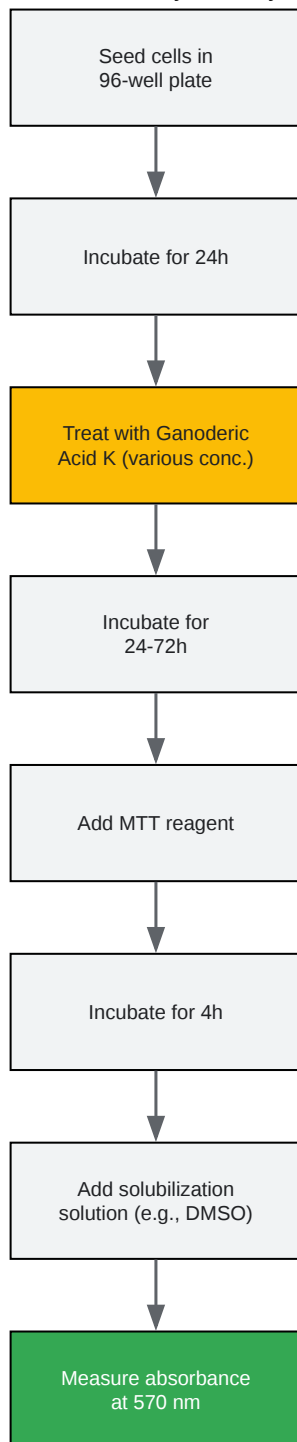 Seed cells in
96-well plate
Incubate for 24h
Treat with Ganoderic
Acid K (various conc.)
Incubate for
24-72h
Add MTT reagent
Incubate for 4h
Add solubilization
solution (e.g., DMSO)
Measure absorbance
at 570 nm